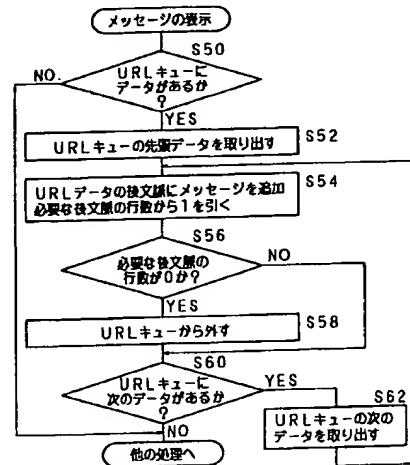 メッセージの表示
S50
NO.
URLキューに
データがあるか
?
YES
S52
URLキューの先頭データを取り出す
S54
URLデータの後文脈にメッセージを追加
必要な後文脈の行数から1を引く
S56
必要な後文脈の
行数が0か?
NO
YES
S58
URLキューから外す
S60
URLキューに
次のデータがあるか
?
YES
S62
URLキューの次の
データを取り出す
NO
他の処理へ